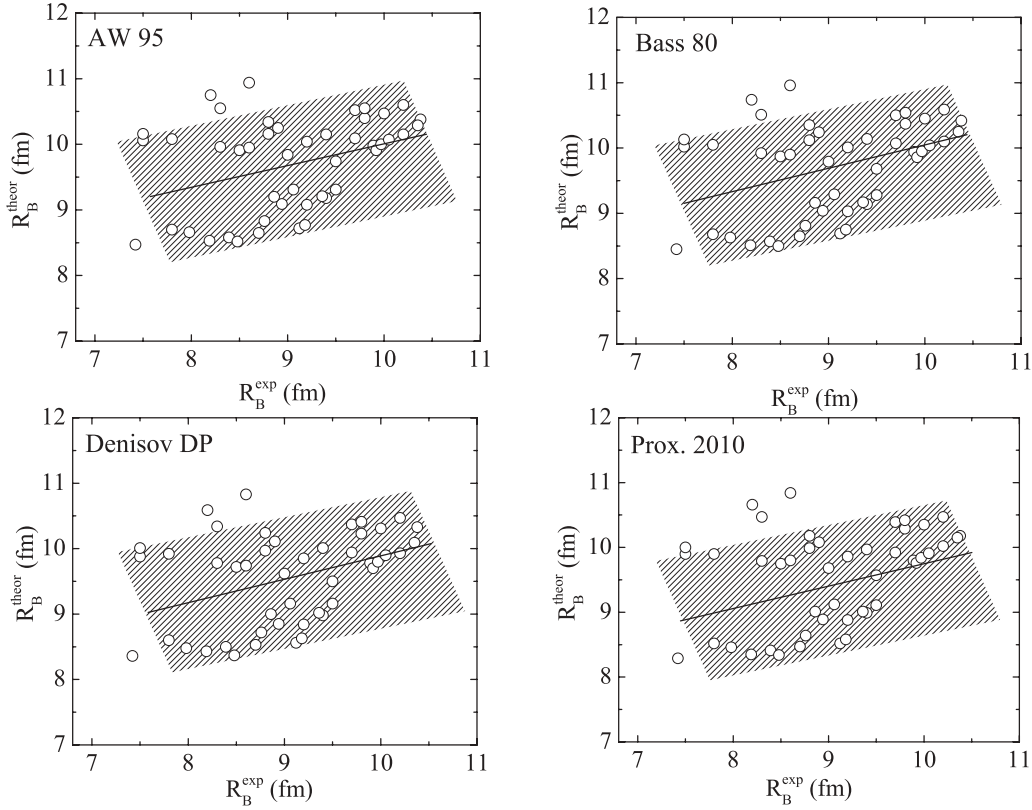 AW 95
12
11
10
9
8
7
R_B^theor (fm)
7 8 9 10 11
R_B^exp (fm)
Bass 80
12
11
10
9
8
7
R_B^theor (fm)
7 8 9 10 11
R_B^exp (fm)
Denisov DP
12
11
10
9
8
7
R_B^theor (fm)
7 8 9 10 11
R_B^exp (fm)
Prox. 2010
12
11
10
9
8
7
R_B^theor (fm)
7 8 9 10 11
R_B^exp (fm)